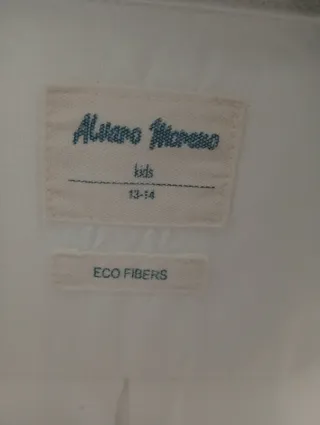 Alvaro Moreno
kids
13-14
ECO FIBERS